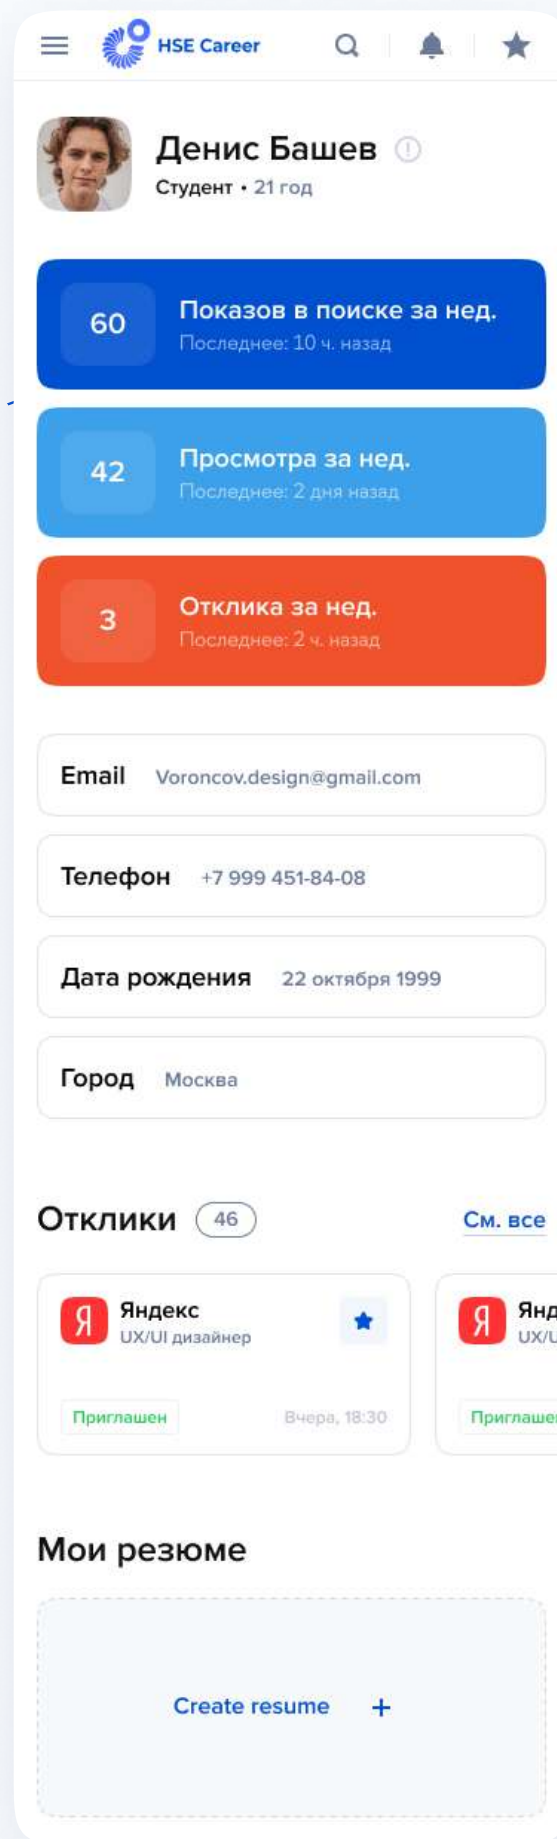 HSE Career
Денис Башев
Студент • 21 год
60
Показов в поиске за нед.
Последнее: 10 ч. назад
42
Просмотра за нед.
Последнее: 2 дня назад
3
Отклика за нед.
Последнее: 2 ч. назад
Email Voroncov.design@gmail.com
Телефон +7 999 451-84-08
Дата рождения 22 октября 1999
Город Москва
Отклики 46 См. все
Я Яндекс
UX/UI дизайнер
Приглашен Вчера, 18:30
Я Янд
UX/U
Приглашен
Мои резюме
Create resume +